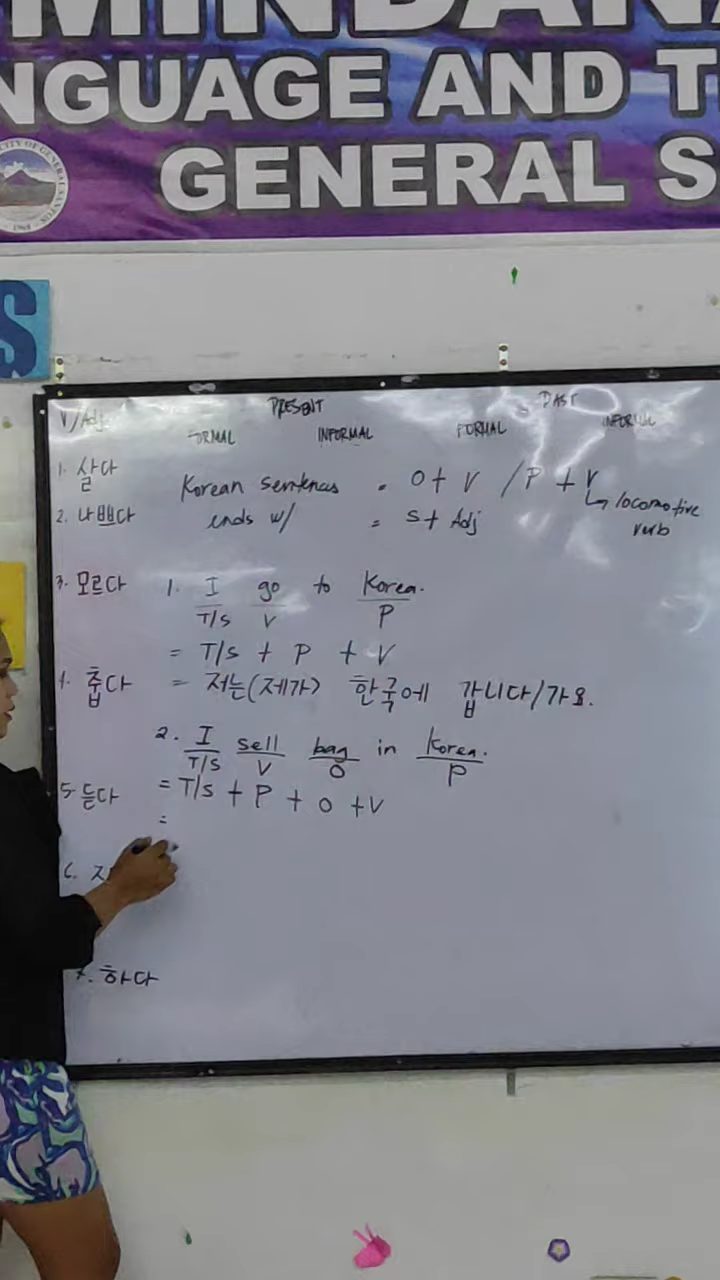 MINDANA
NGUAGE AND T
GENERAL S
S
V/Adj
PRESENT
PAST
FORMAL INFORMAL FORMAL INFORMAL
1. 살다
Korean sentences = O + V / P + V
↳ locomotive verb
2. 나쁘다
ends w/ = S + Adj
3. 모르다
1. I go to Korea.
T/S V P
= T/S + P + V
4. 춥다
= 저는(제가) 한국에 갑니다/가요.
2. I sell bag in Korea.
T/S V O P
5. 듣다
= T/S + P + O + V
=
6.
7. 하다